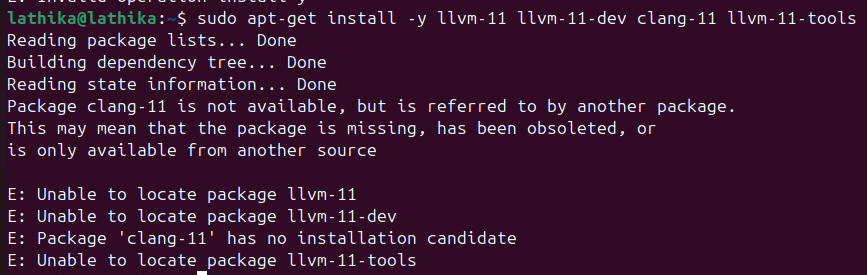 E: Invalid operation install y
lathika@lathika:~$ sudo apt-get install -y llvm-11 llvm-11-dev clang-11 llvm-11-tools
Reading package lists... Done
Building dependency tree... Done
Reading state information... Done
Package clang-11 is not available, but is referred to by another package.
This may mean that the package is missing, has been obsoleted, or
is only available from another source
E: Unable to locate package llvm-11
E: Unable to locate package llvm-11-dev
E: Package 'clang-11' has no installation candidate
E: Unable to locate package llvm-11-tools